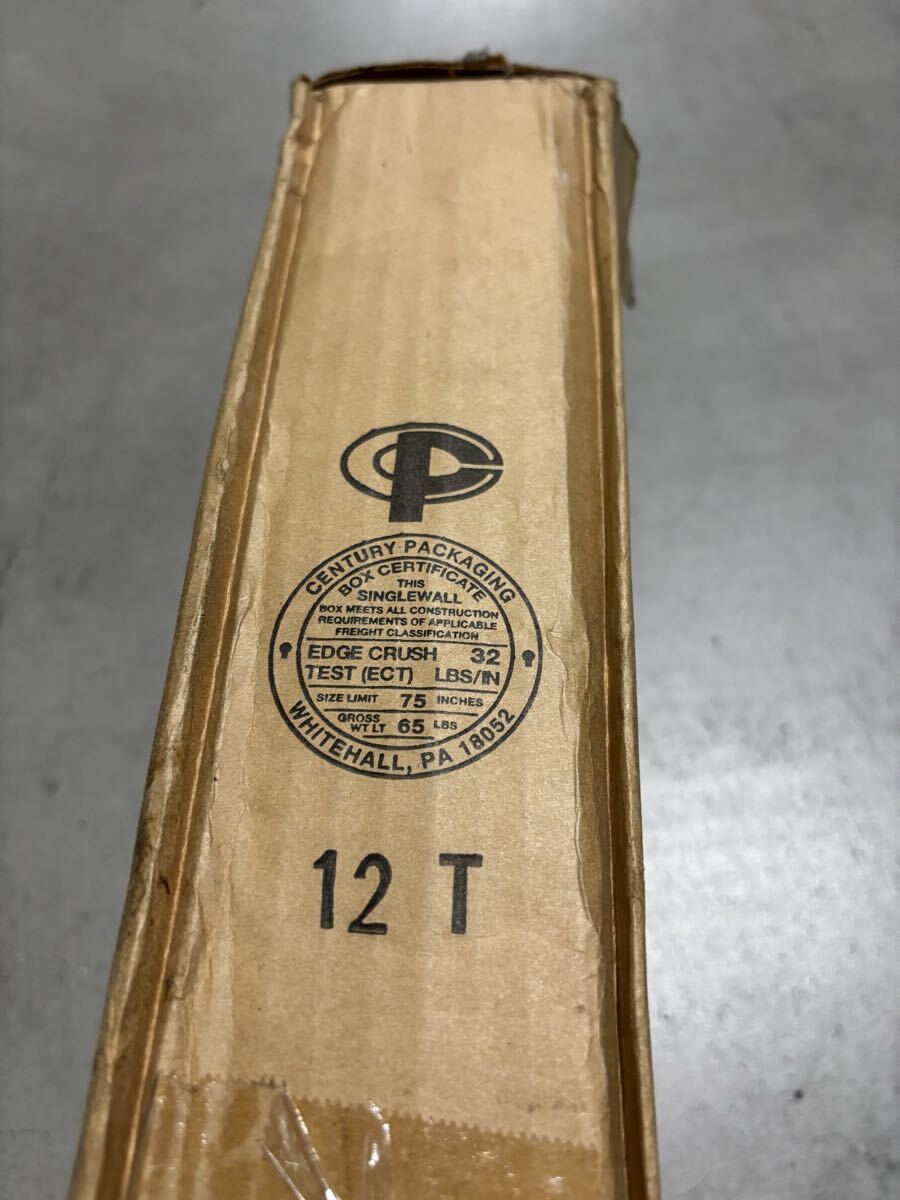 CP
CENTURY PACKAGING
BOX CERTIFICATE
THIS
SINGLEWALL
BOX MEETS ALL CONSTRUCTION
REQUIREMENTS OF APPLICABLE
FREIGHT CLASSIFICATION
EDGE CRUSH 32
TEST (ECT) LBS/IN
SIZE LIMIT 75 INCHES
GROSS
WT LT 65 LBS
WHITEHALL, PA 18052
12 T